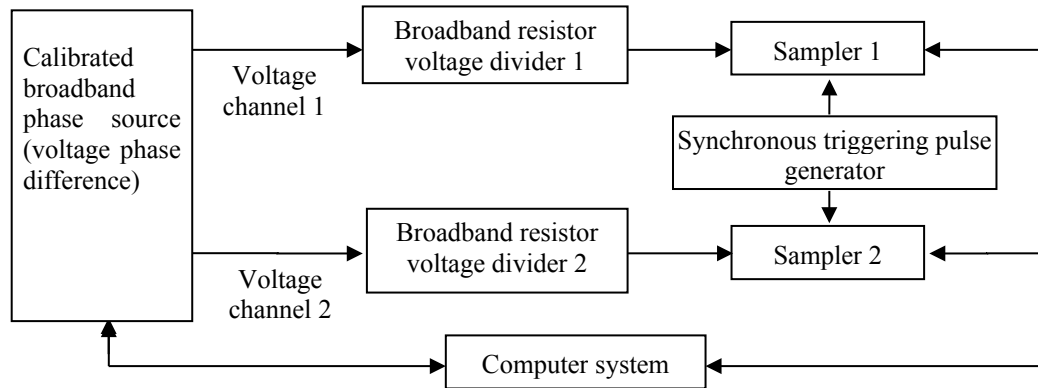 Calibrated
broadband
phase source
(voltage phase
difference)
Voltage
channel 1
Broadband resistor
voltage divider 1
Sampler 1
Synchronous triggering pulse
generator
Voltage
channel 2
Broadband resistor
voltage divider 2
Sampler 2
Computer system